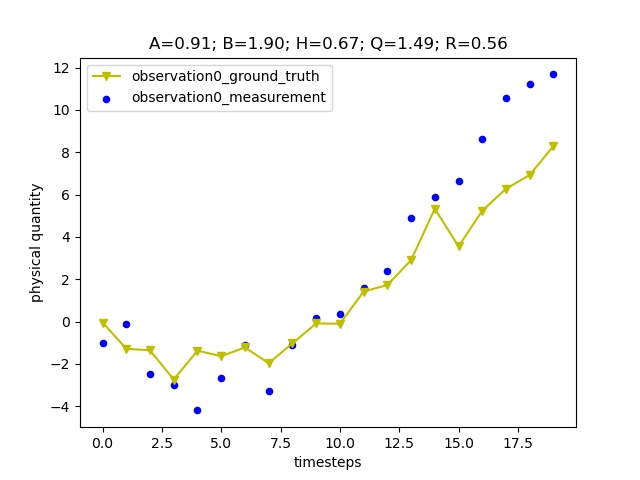 A=0.91; B=1.90; H=0.67; Q=1.49; R=0.56
observation0_ground_truth
observation0_measurement
12
10
8
6
4
2
0
−2
−4
physical quantity
0.0 2.5 5.0 7.5 10.0 12.5 15.0 17.5
timesteps